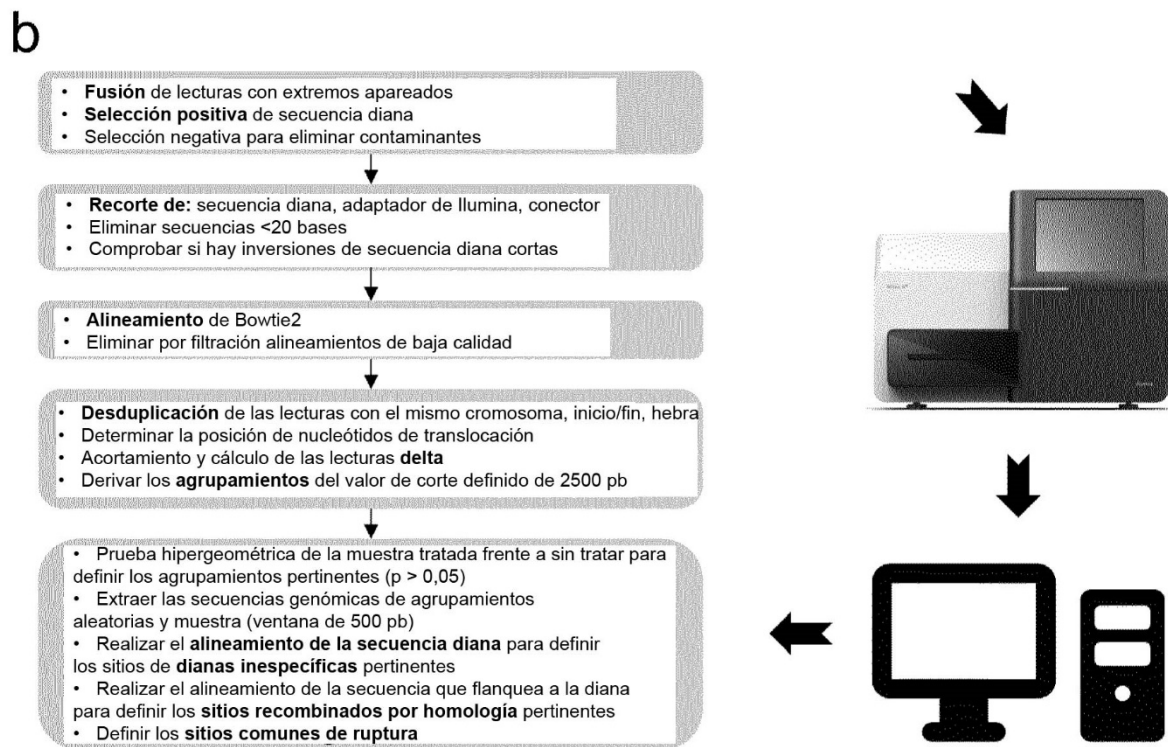 b
• Fusión de lecturas con extremos apareados
• Selección positiva de secuencia diana
• Selección negativa para eliminar contaminantes
• Recorte de: secuencia diana, adaptador de Ilumina, conector
• Eliminar secuencias <20 bases
• Comprobar si hay inversiones de secuencia diana cortas
• Alineamiento de Bowtie2
• Eliminar por filtración alineamientos de baja calidad
• Desduplicación de las lecturas con el mismo cromosoma, inicio/fin, hebra
• Determinar la posición de nucleótidos de translocación
• Acortamiento y cálculo de las lecturas delta
• Derivar los agrupamientos del valor de corte definido de 2500 pb
• Prueba hipergeométrica de la muestra tratada frente a sin tratar para
definir los agrupamientos pertinentes (p > 0,05)
• Extraer las secuencias genómicas de agrupamientos
aleatorias y muestra (ventana de 500 pb)
• Realizar el alineamiento de la secuencia diana para definir
los sitios de dianas inespecíficas pertinentes
• Realizar el alineamiento de la secuencia que flanquea a la diana
para definir los sitios recombinados por homología pertinentes
• Definir los sitios comunes de ruptura